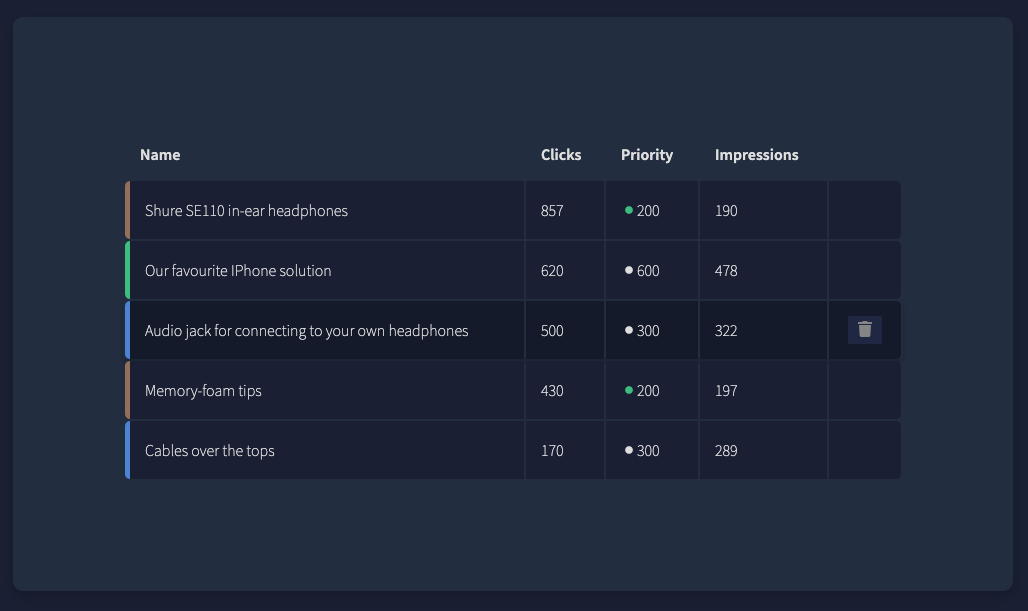 Name Clicks Priority Impressions
Shure SE110 in-ear headphones 857 200 190
Our favourite IPhone solution 620 600 478
Audio jack for connecting to your own headphones 500 300 322
Memory-foam tips 430 200 197
Cables over the tops 170 300 289